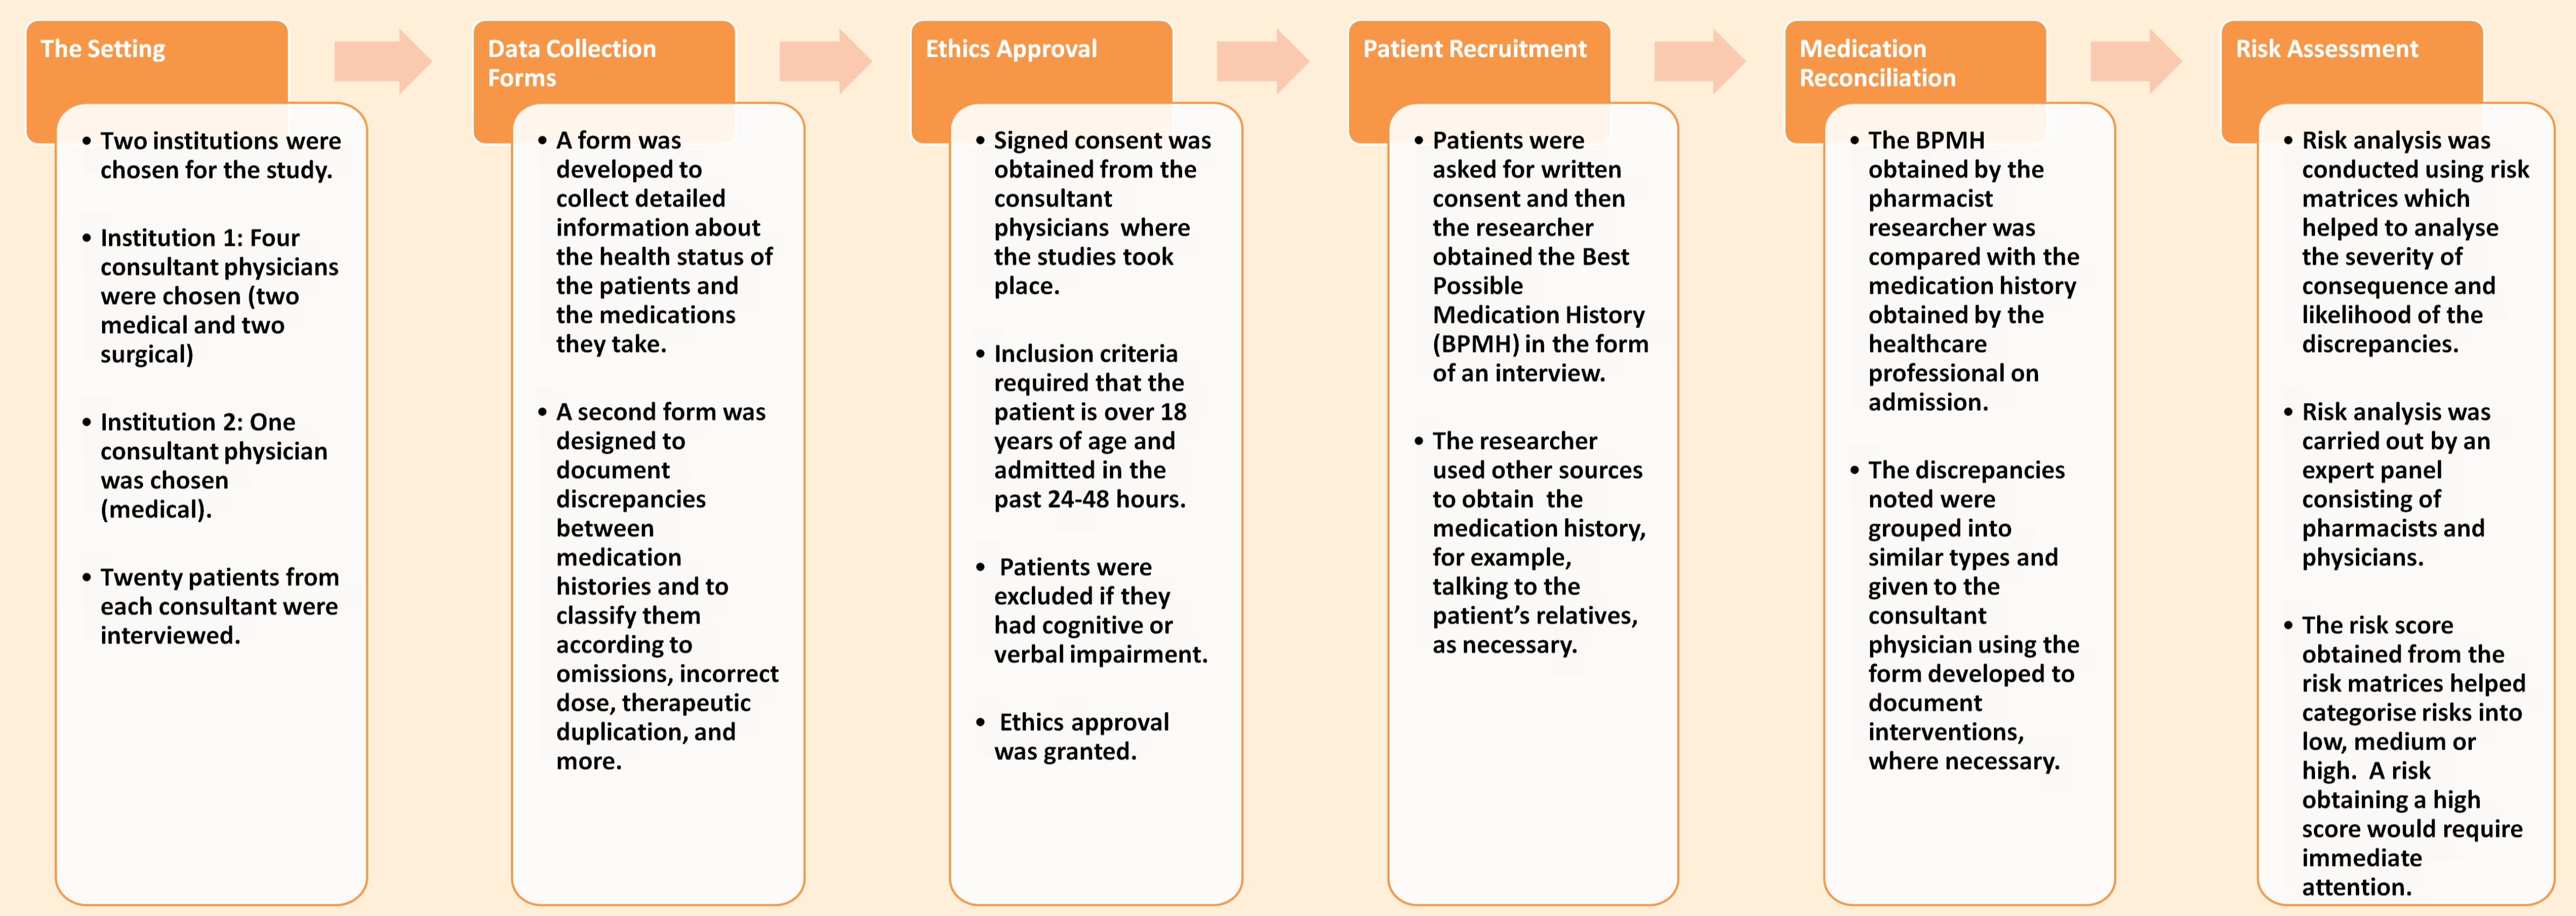 The Setting
• Two institutions were
chosen for the study.
• Institution 1: Four
consultant physicians
were chosen (two
medical and two
surgical)
• Institution 2: One
consultant physician
was chosen
(medical).
• Twenty patients from
each consultant were
interviewed.
Data Collection
Forms
• A form was
developed to
collect detailed
information about
the health status of
the patients and
the medications
they take.
• A second form was
designed to
document
discrepancies
between
medication
histories and to
classify them
according to
omissions, incorrect
dose, therapeutic
duplication, and
more.
Ethics Approval
• Signed consent was
obtained from the
consultant
physicians where
the studies took
place.
• Inclusion criteria
required that the
patient is over 18
years of age and
admitted in the
past 24-48 hours.
• Patients were
excluded if they
had cognitive or
verbal impairment.
• Ethics approval
was granted.
Patient Recruitment
• Patients were
asked for written
consent and then
the researcher
obtained the Best
Possible
Medication History
(BPMH) in the form
of an interview.
• The researcher
used other sources
to obtain the
medication history,
for example,
talking to the
patient’s relatives,
as necessary.
Medication
Reconciliation
• The BPMH
obtained by the
pharmacist
researcher was
compared with the
medication history
obtained by the
healthcare
professional on
admission.
• The discrepancies
noted were
grouped into
similar types and
given to the
consultant
physician using the
form developed to
document
interventions,
where necessary.
Risk Assessment
• Risk analysis was
conducted using risk
matrices which
helped to analyse
the severity of
consequence and
likelihood of the
discrepancies.
• Risk analysis was
carried out by an
expert panel
consisting of
pharmacists and
physicians.
• The risk score
obtained from the
risk matrices helped
categorise risks into
low, medium or
high. A risk
obtaining a high
score would require
immediate
attention.